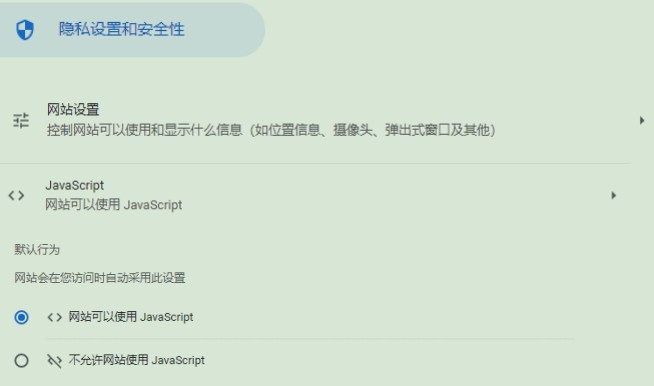 隐私设置和安全性
网站设置
控制网站可以使用和显示什么信息（如位置信息、摄像头、弹出式窗口及其他）
JavaScript
网站可以使用 JavaScript
默认行为
网站会在您访问时自动采用此设置
网站可以使用 JavaScript
不允许网站使用 JavaScript